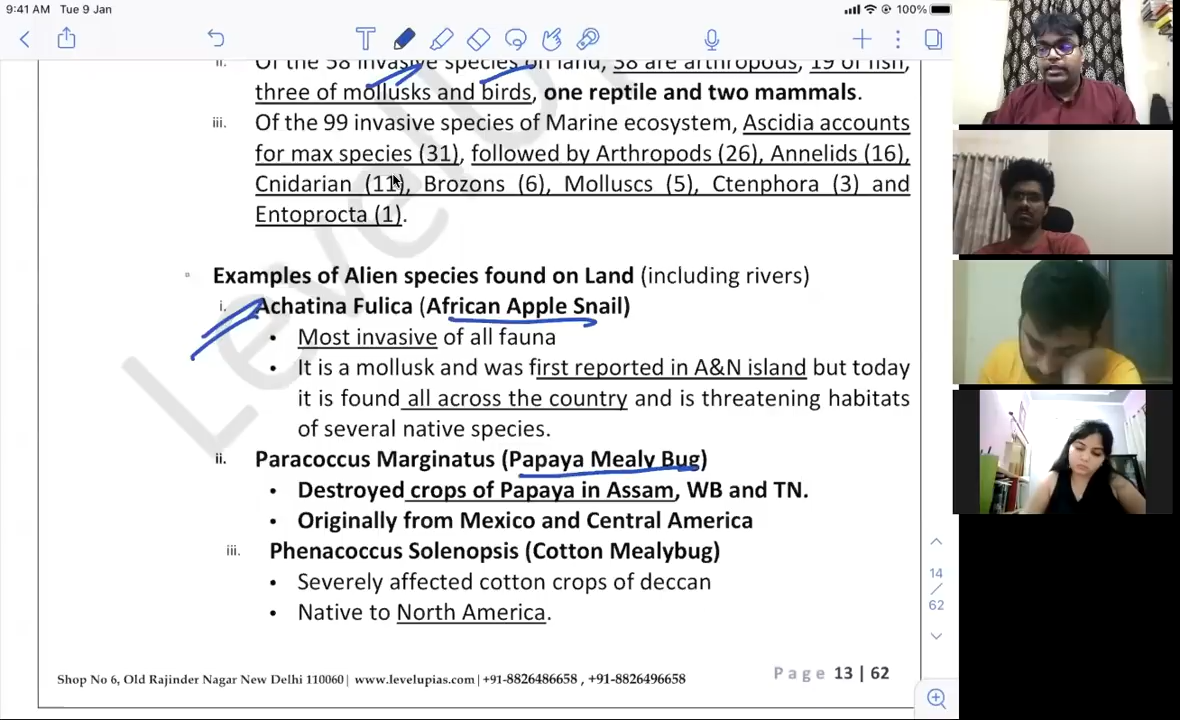 9:41 AM Tue 9 Jan
100%
ii. Of the 58 invasive species on land, 38 are arthropods, 19 of fish,
three of mollusks and birds, one reptile and two mammals.
iii. Of the 99 invasive species of Marine ecosystem, Ascidia accounts
for max species (31), followed by Arthropods (26), Annelids (16),
Cnidarian (11), Brozons (6), Molluscs (5), Ctenphora (3) and
Entoprocta (1).
Examples of Alien species found on Land (including rivers)
i. Achatina Fulica (African Apple Snail)
• Most invasive of all fauna
• It is a mollusk and was first reported in A&N island but today
it is found all across the country and is threatening habitats
of several native species.
ii. Paracoccus Marginatus (Papaya Mealy Bug)
• Destroyed crops of Papaya in Assam, WB and TN.
• Originally from Mexico and Central America
iii. Phenacoccus Solenopsis (Cotton Mealybug)
• Severely affected cotton crops of deccan
• Native to North America.
14
/
62
Page 13 | 62
Shop No 6, Old Rajinder Nagar New Delhi 110060| www.levelupias.com |+91-8826486658 , +91-8826496658